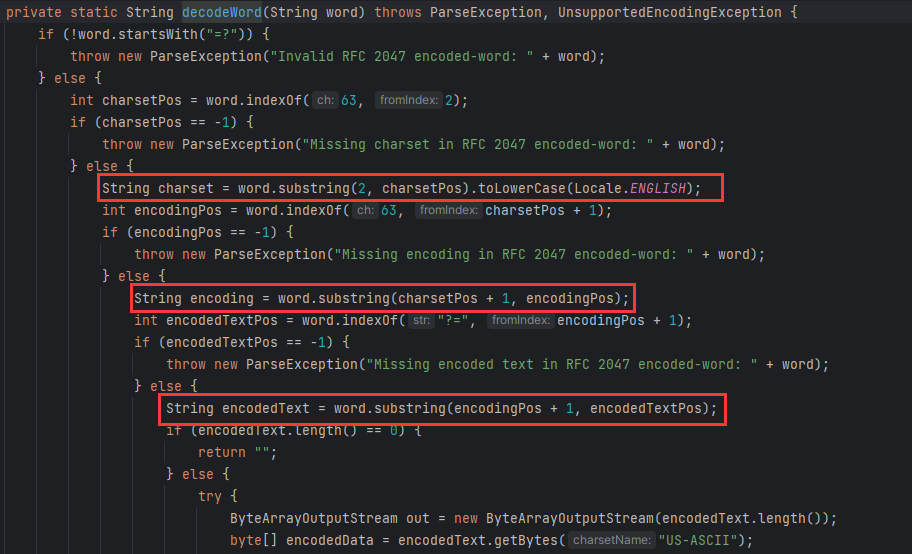 private static String decodeWord(String word) throws ParseException, UnsupportedEncodingException {
if (!word.startsWith("=?")) {
throw new ParseException("Invalid RFC 2047 encoded-word: " + word);
} else {
int charsetPos = word.indexOf( ch: 63, fromIndex: 2);
if (charsetPos == -1) {
throw new ParseException("Missing charset in RFC 2047 encoded-word: " + word);
} else {
String charset = word.substring(2, charsetPos).toLowerCase(Locale.ENGLISH);
int encodingPos = word.indexOf( ch: 63, fromIndex: charsetPos + 1);
if (encodingPos == -1) {
throw new ParseException("Missing encoding in RFC 2047 encoded-word: " + word);
} else {
String encoding = word.substring(charsetPos + 1, encodingPos);
int encodedTextPos = word.indexOf( str: "?=", fromIndex: encodingPos + 1);
if (encodedTextPos == -1) {
throw new ParseException("Missing encoded text in RFC 2047 encoded-word: " + word);
} else {
String encodedText = word.substring(encodingPos + 1, encodedTextPos);
if (encodedText.length() == 0) {
return "";
} else {
try {
ByteArrayOutputStream out = new ByteArrayOutputStream(encodedText.length());
byte[] encodedData = encodedText.getBytes( charsetName: "US-ASCII");